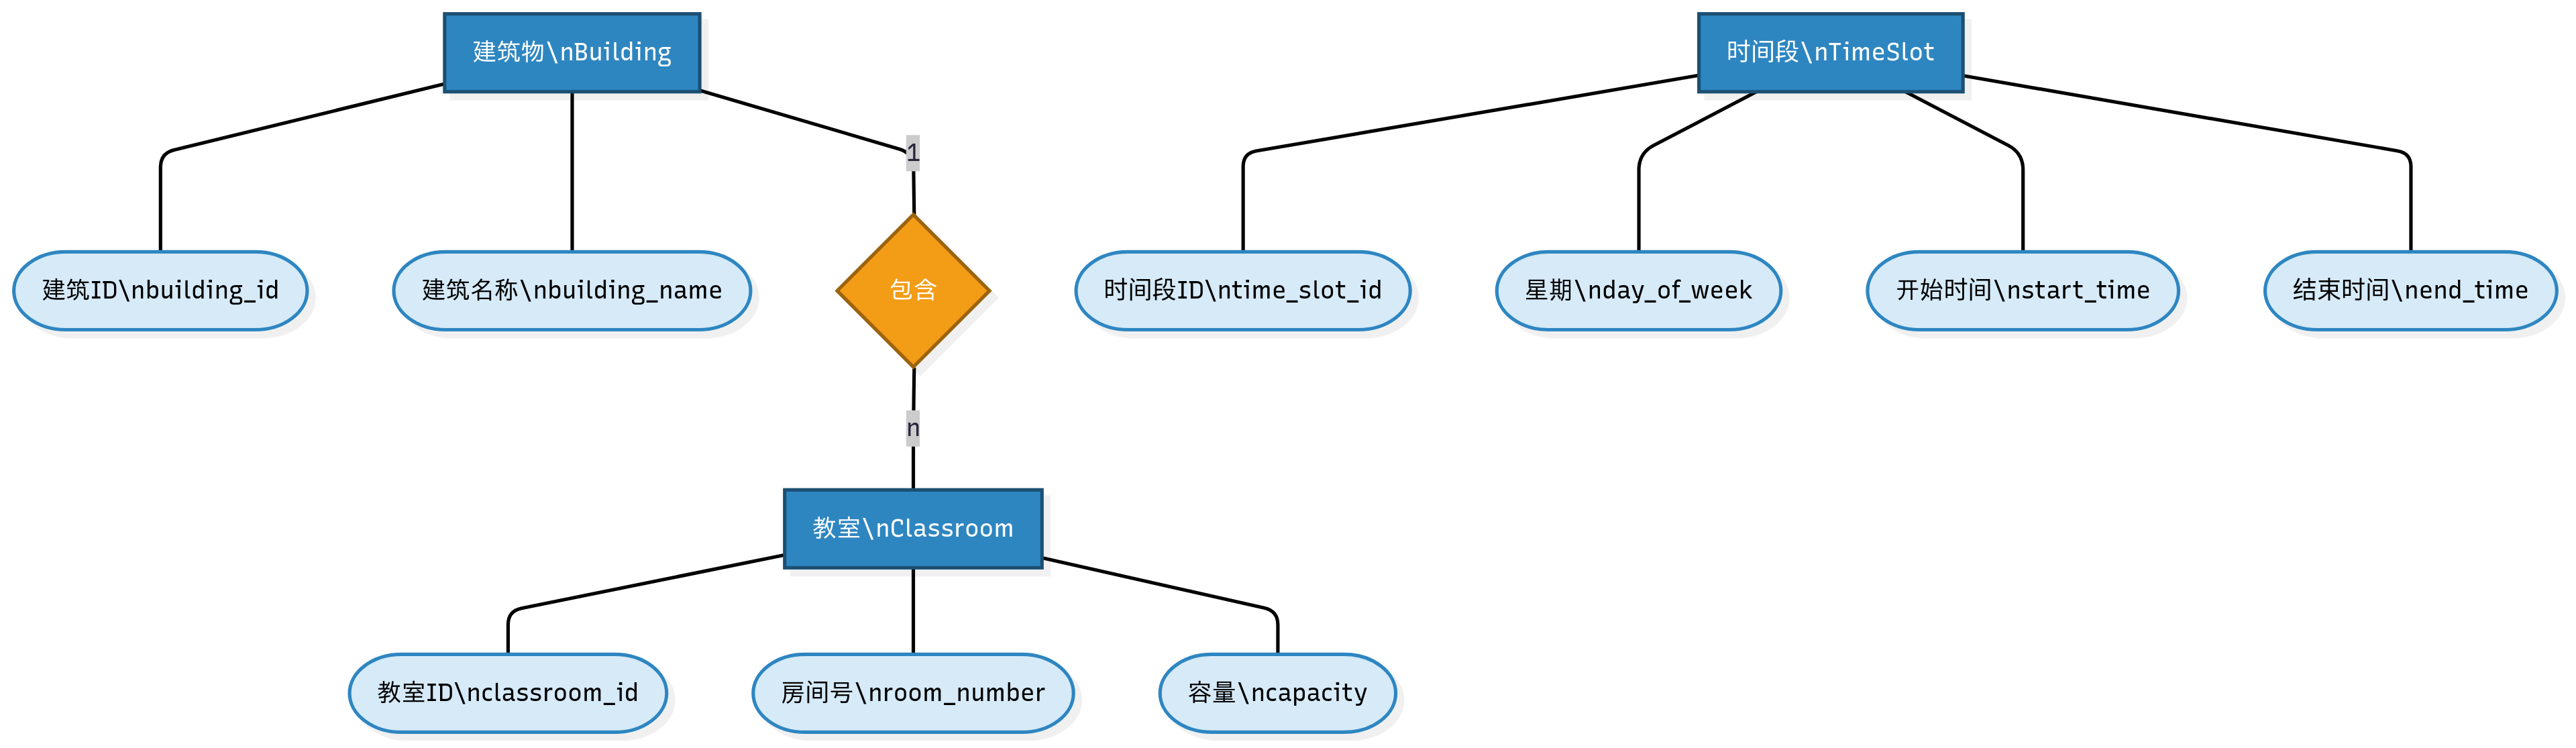 建筑物\nBuilding
时间段\nTimeSlot
1
建筑ID\nbuilding_id
建筑名称\nbuilding_name
包含
时间段ID\ntime_slot_id
星期\nday_of_week
开始时间\nstart_time
结束时间\nend_time
n
教室\nClassroom
教室ID\nclassroom_id
房间号\nroom_number
容量\ncapacity